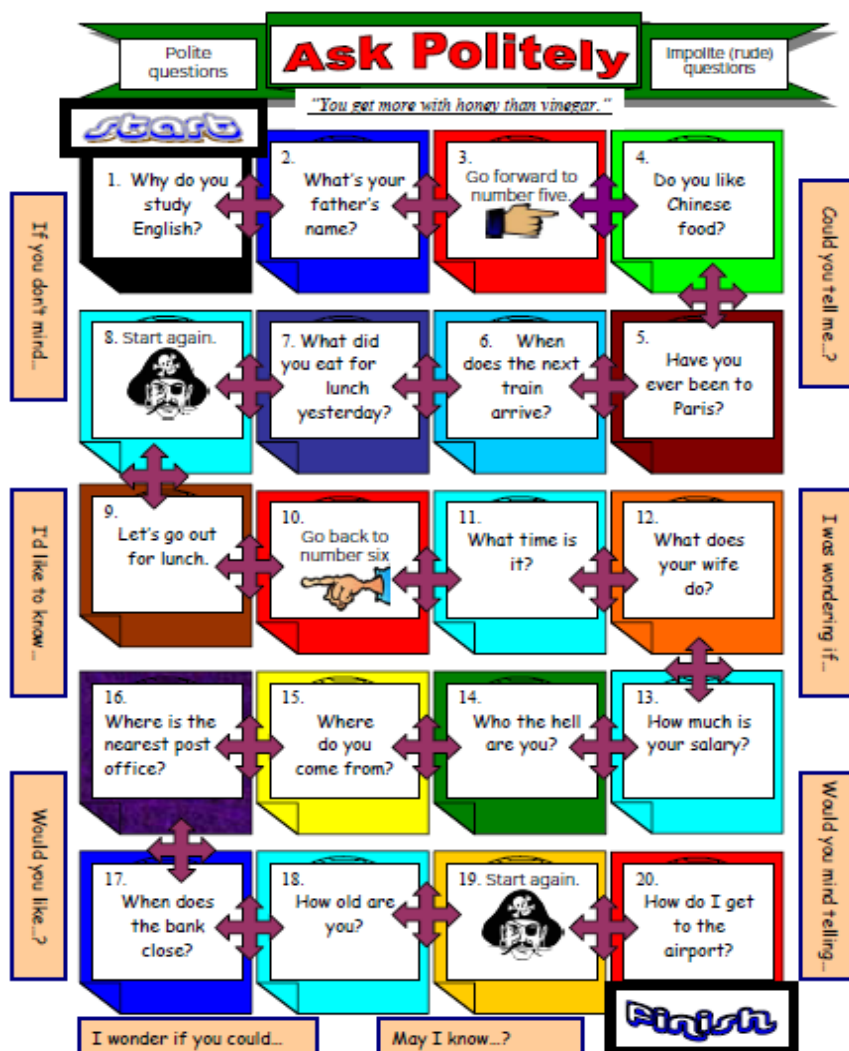 Polite
questions
Ask Politely
Impolite (rude)
questions
"You get more with honey than vinegar."
start
1. Why do you
study
English?
2.
What's your
father's
name?
3.
Go forward to
number five.
4.
Do you like
Chinese
food?
If you don't mind...
Could you tell me...?
8. Start again.
7. What did
you eat for
lunch
yesterday?
6. When
does the next
train
arrive?
5.
Have you
ever been to
Paris?
9.
Let's go out
for lunch.
10.
Go back to
number six
11.
What time is
it?
12.
What does
your wife
do?
I'd like to know...
I was wondering if...
16.
Where is the
nearest post
office?
15.
Where
do you
come from?
14.
Who the hell
are you?
13.
How much is
your salary?
Would you like...?
Would you mind telling...
17.
When does
the bank
close?
18.
How old are
you?
19. Start again.
20.
How do I get
to the
airport?
Finish
I wonder if you could...
May I know...?